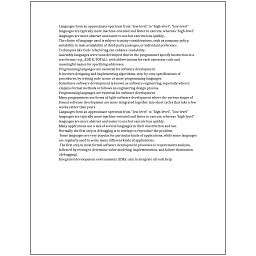 Languages form an approximate spectrum from "low-level" to "high-level"; "low-level"
languages are typically more machine-oriented and faster to execute, whereas "high-level"
languages are more abstract and easier to use but execute less quickly.
The choice of language used is subject to many considerations, such as company policy,
suitability to task, availability of third-party packages, or individual preference.
Techniques like Code refactoring can enhance readability.
Assembly languages were soon developed that let the programmer specify instruction in a
text format (e.g., ADD X, TOTAL), with abbreviations for each operation code and
meaningful names for specifying addresses.
Programming languages are essential for software development.
It involves designing and implementing algorithms, step-by-step specifications of
procedures, by writing code in one or more programming languages.
Sometimes software development is known as software engineering, especially when it
employs formal methods or follows an engineering design process.
Programming languages are essential for software development.
Many programmers use forms of Agile software development where the various stages of
formal software development are more integrated together into short cycles that take a few
weeks rather than years.
Languages form an approximate spectrum from "low-level" to "high-level"; "low-level"
languages are typically more machine-oriented and faster to execute, whereas "high-level"
languages are more abstract and easier to use but execute less quickly.
Many applications use a mix of several languages in their construction and use.
Normally the first step in debugging is to attempt to reproduce the problem.
Some languages are very popular for particular kinds of applications, while some languages
are regularly used to write many different kinds of applications.
The first step in most formal software development processes is requirements analysis,
followed by testing to determine value modeling, implementation, and failure elimination
(debugging).
Integrated development environments (IDEs) aim to integrate all such help.